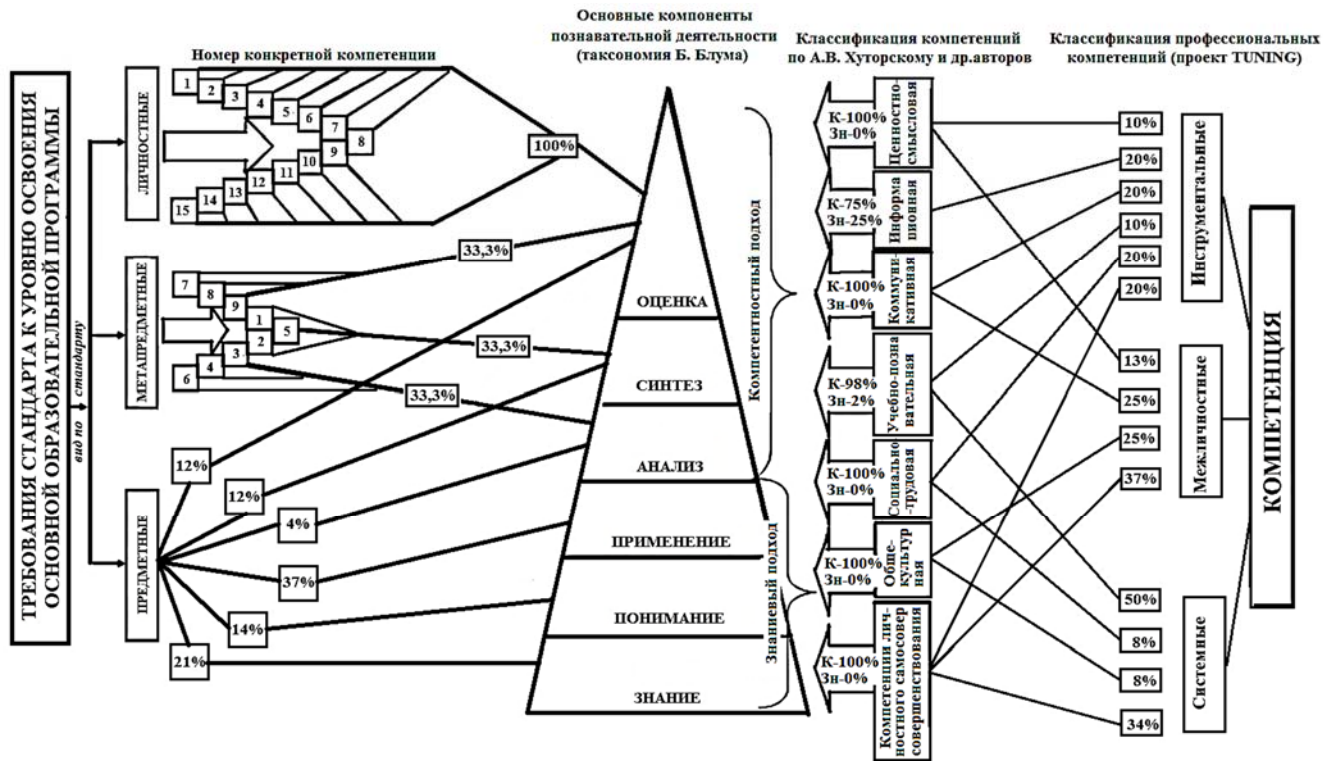 Основные компоненты
познавательной деятельности
(таксономия Б. Блума)
Номер конкретной компетенции
Классификация компетенций
по А.В. Хуторскому и др.авторов
Классификация профессиональных
компетенций (проект TUNING)
ТРЕБОВАНИЯ СТАНДАРТА К УРОВНЮ ОСВОЕНИЯ
ОСНОВНОЙ ОБРАЗОВАТЕЛЬНОЙ ПРОГРАММЫ
вид по стандарту
ЛИЧНОСТНЫЕ
1
2
3
4
5
6
7
8
9
10
11
12
13
14
15
100%
МЕТАПРЕДМЕТНЫЕ
7
8
9
1
2
5
3
4
6
33,3%
33,3%
33,3%
ПРЕДМЕТНЫЕ
12%
12%
4%
37%
14%
21%
ОЦЕНКА
СИНТЕЗ
АНАЛИЗ
ПРИМЕНЕНИЕ
ПОНИМАНИЕ
ЗНАНИЕ
Компетентностный подход
Знаниевый подход
К-100%
Зн-0%
Ценностно-
смысловая
К-75%
Зн-25%
Информа
ционная
К-100%
Зн-0%
Коммуни-
кативная
К-98%
Зн-2%
Учебно-позна
вательная
К-100%
Зн-0%
Социально
-трудовая
К-100%
Зн-0%
Обще-
культур
ная
К-100%
Зн-0%
Компетенции лич-
ностного самосовер
совершенствования
10%
20%
20%
10%
20%
20%
Инструментальные
13%
25%
25%
37%
Межличностные
50%
8%
8%
34%
Системные
КОМПЕТЕНЦИЯ